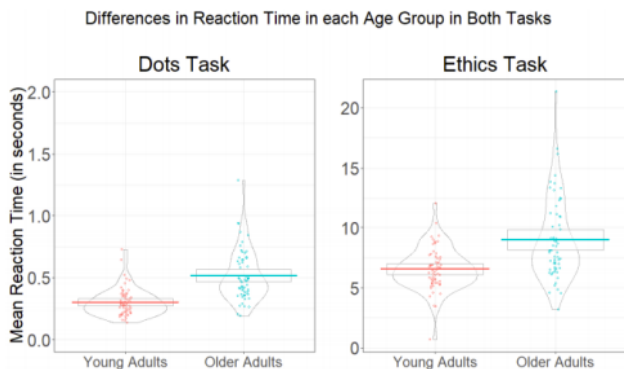 Differences in Reaction Time in each Age Group in Both Tasks
Dots Task
Ethics Task
Mean Reaction Time (in seconds)
2.0
1.5
1.0
0.5
0.0
20
15
10
5
0
Young Adults
Older Adults
Young Adults
Older Adults